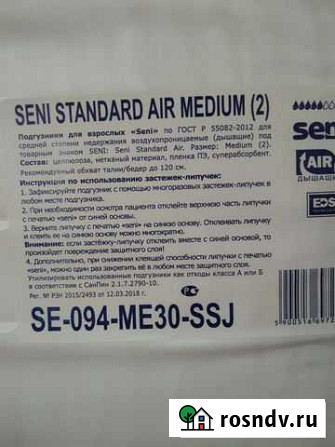 SENI STANDARD AIR MEDIUM (2)
Подгузники для взрослых «Seni» по ГОСТ Р 55082-2012 для
средней степени недержания воздухопроницаемые (дышащие) под
товарным знаком SENI: Seni Standard Air. Размер: Medium (2).
Состав: целлюлоза, нетканый материал, пленка ПЭ, суперабсорбент.
Рекомендуемый обхват талии/бедер до 120 см.
Инструкция по использованию застежек-липучек:
1. Зафиксируйте подгузник с помощью многоразовых застежек-липучек в
любом месте.
2. При необходимости осмотра пациента отклейте верхнюю часть липучки
с печатью «seni» от синей основы.
3. Верните липучку с печатью «seni» на синюю основу. Отклеивать липучку
и клеить ее на синюю основу можно многократно.
Внимание: если застёжку-липучку отклеить вместе с синей основой, то
произойдет повреждение защитного слоя!
4. Дополнительно, при снижении клеящей способности липучки с печатью
«seni», ее можно один раз закрепить её в любом месте защитного слоя.
Утилизировать использованные подгузники как отходы класса А или Б
в соответствии с СанПин 2.1.7.2790-10.
Рег. № РЗН 2015/2493 от 12.03.2018 г.
SE-094-ME30-SSJ
sen
AIR
ДЫШАЩИЕ
EDS
rosndv.ru